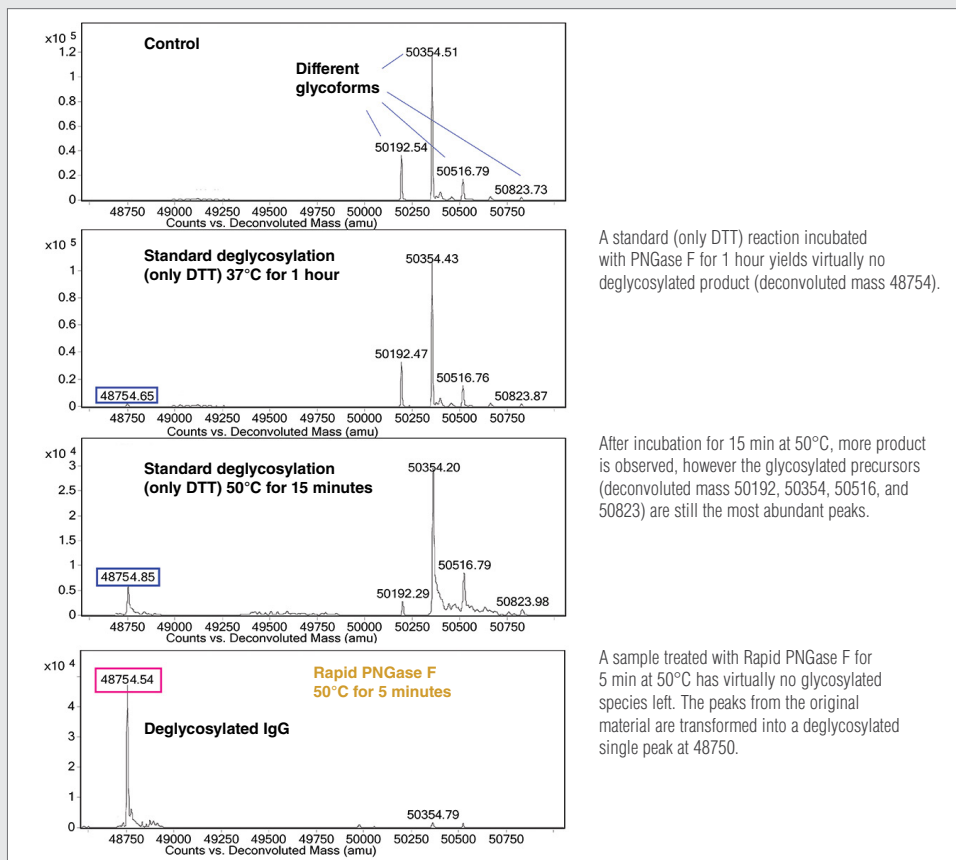 x10 5
Control
1.2
1
0.8
0.6
0.4
0.2
0
Different
glycoforms
50354.51
50192.54
50516.79
50823.73
48750 49000 49250 49500 49750 50000 50250 50500 50750
Counts vs. Deconvoluted Mass (amu)
x10 5
Standard deglycosylation
(only DTT) 37°C for 1 hour
1
0.8
0.6
0.4
0.2
0
50354.43
50192.47
50516.76
48754.65
50823.87
48750 49000 49250 49500 49750 50000 50250 50500 50750
Counts vs. Deconvoluted Mass (amu)
A standard (only DTT) reaction incubated
with PNGase F for 1 hour yields virtually no
deglycosylated product (deconvoluted mass 48754).
x10 4
Standard deglycosylation
(only DTT) 50°C for 15 minutes
3
2.5
2
1.5
1
0.5
0
50354.20
48754.85
50516.79
50192.29
50823.98
48750 49000 49250 49500 49750 50000 50250 50500 50750
Counts vs. Deconvoluted Mass (amu)
After incubation for 15 min at 50°C, more product
is observed, however the glycosylated precursors
(deconvoluted mass 50192, 50354, 50516, and
50823) are still the most abundant peaks.
x10 4
48754.54
Rapid PNGase F
50°C for 5 minutes
Deglycosylated IgG
4
3
2
1
0
50354.79
48750 49000 49250 49500 49750 50000 50250 50500 50750
Counts vs. Deconvoluted Mass (amu)
A sample treated with Rapid PNGase F for
5 min at 50°C has virtually no glycosylated
species left. The peaks from the original
material are transformed into a deglycosylated
single peak at 48750.